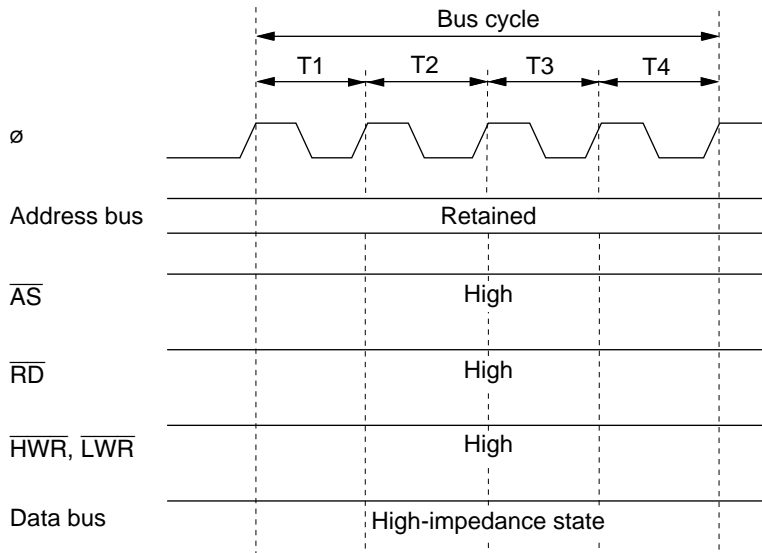 Bus cycle
T1 T2 T3 T4
ø
Address bus Retained
AS High
RD High
HWR, LWR High
Data bus High-impedance state